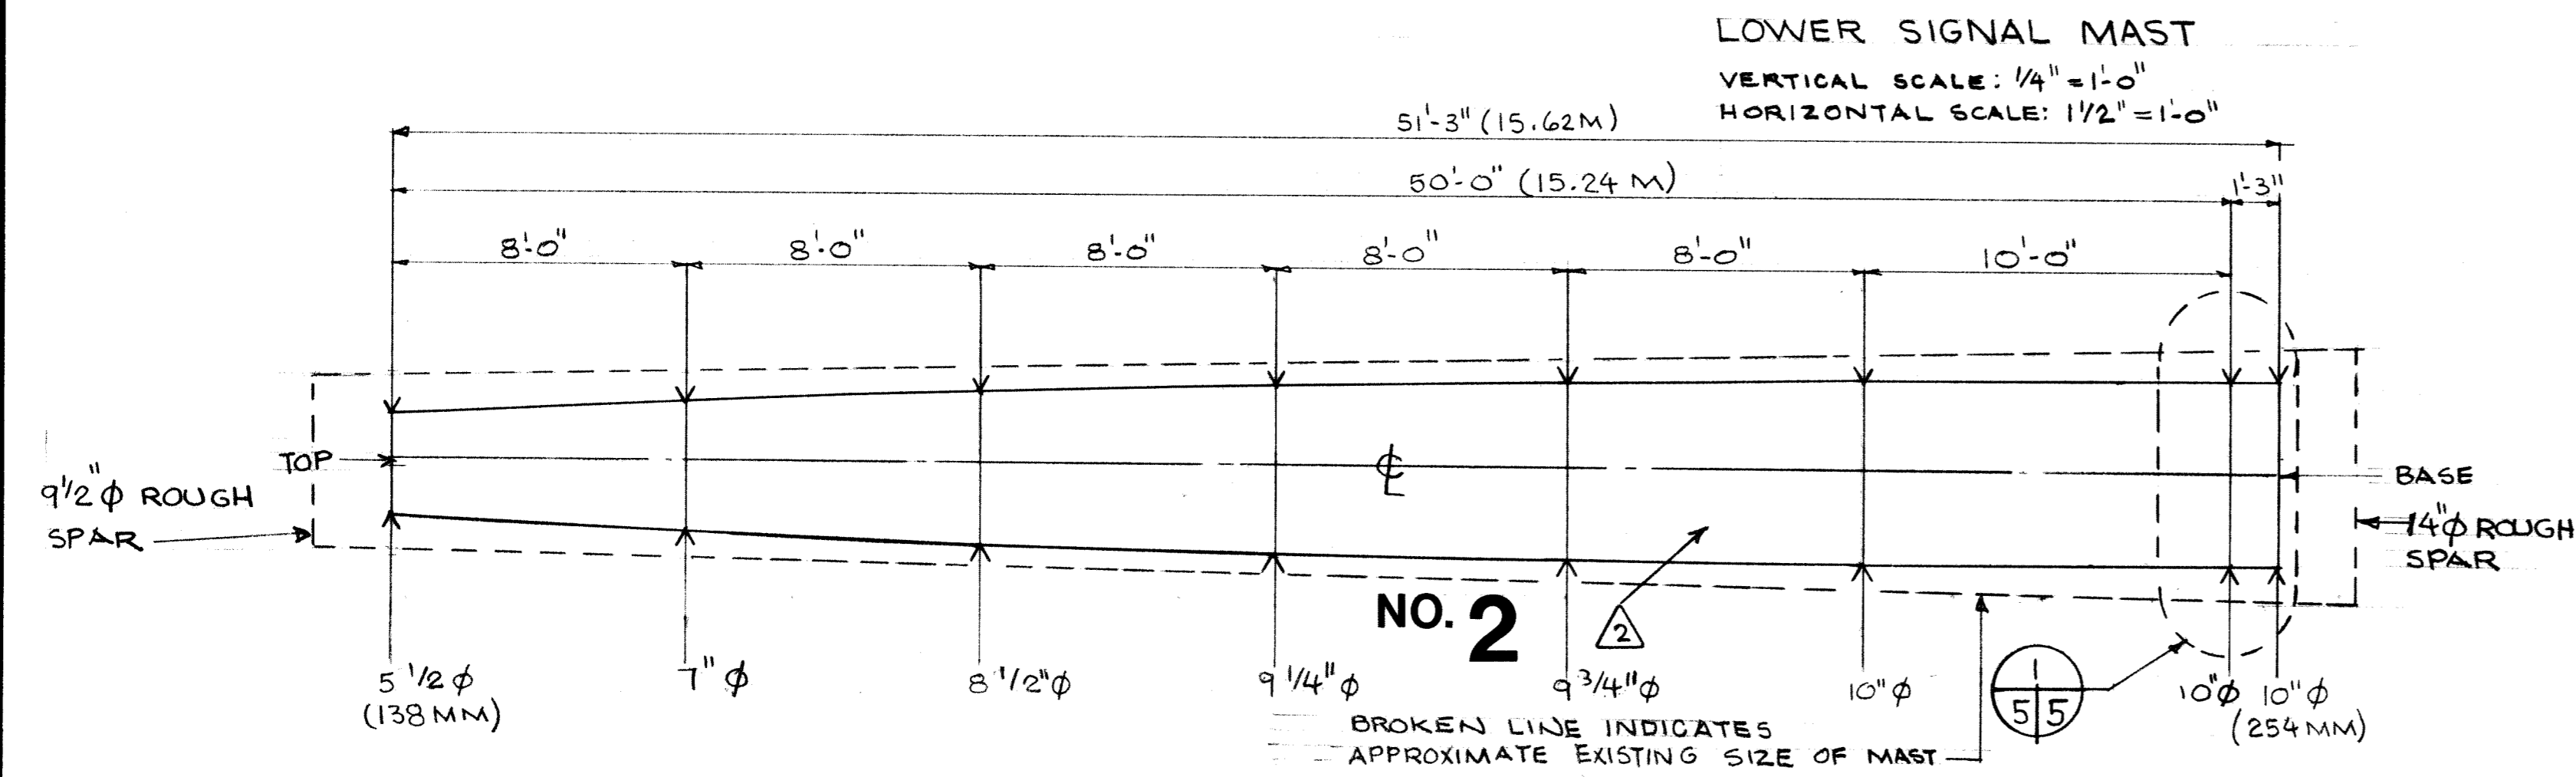 LOWER SIGNAL MAST
VERTICAL SCALE: 1/4" = 1'-0"
HORIZONTAL SCALE: 1 1/2" = 1'-0"
51'-3" (15.62M)
50'-0" (15.24 M)
1'-3"
8'-0"
8'-0"
8'-0"
8'-0"
8'-0"
10'-0"
TOP
9 1/2" φ ROUGH
SPAR
℄
BASE
14" φ ROUGH
SPAR
NO. 2
2
5 1/2 φ
(138 MM)
7" φ
8 1/2" φ
9 1/4" φ
9 3/4" φ
10" φ
1
5 5
10" φ
10" φ
(254 MM)
BROKEN LINE INDICATES
APPROXIMATE EXISTING SIZE OF MAST